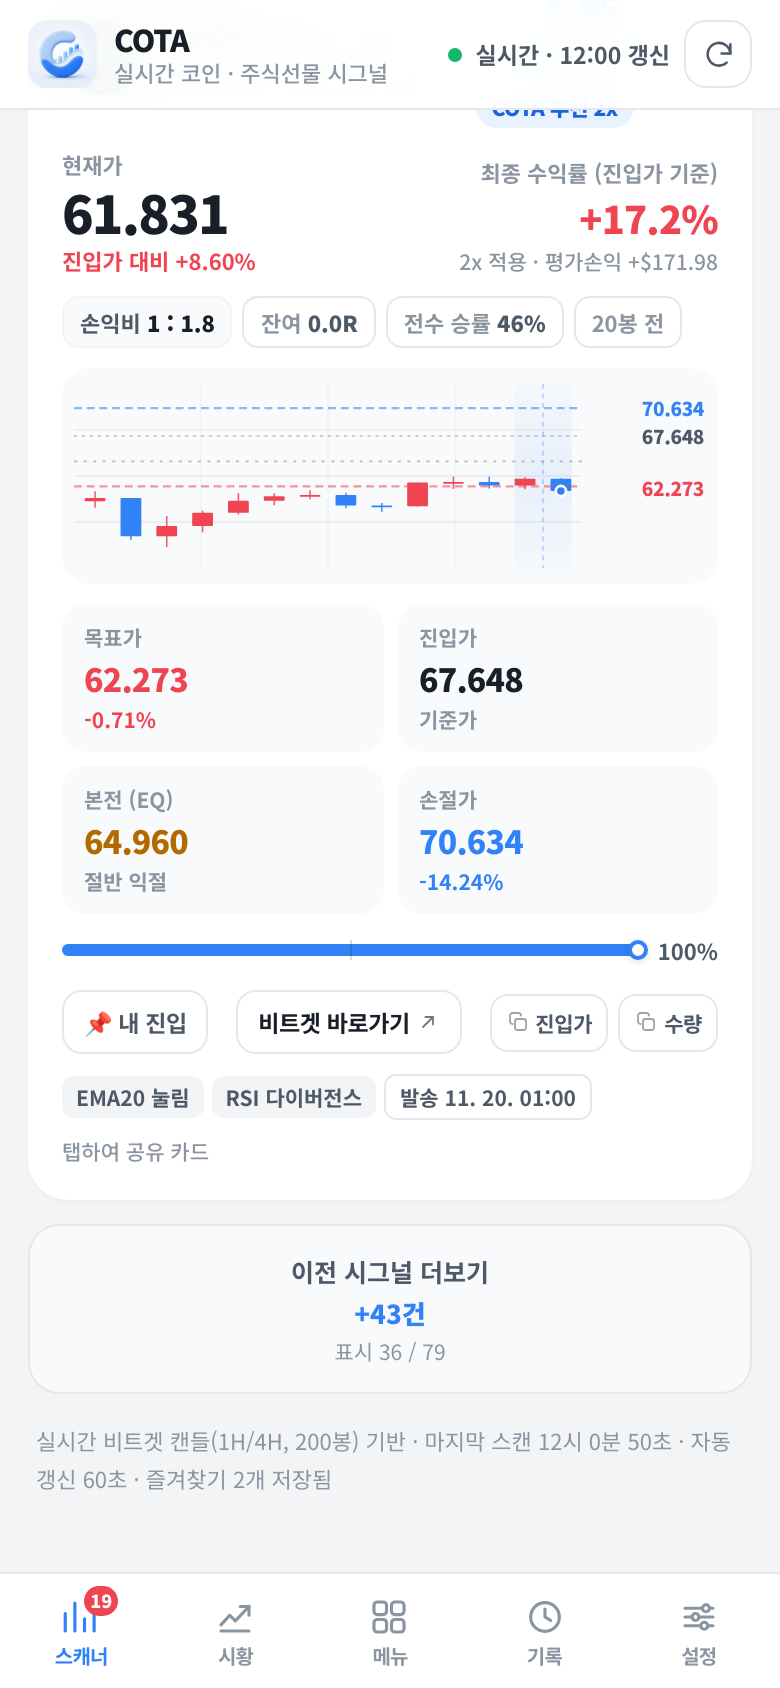 COTA
실시간 코인 · 주식선물 시그널
실시간 · 12:00 갱신
COTA 추천 2x
현재가
61.831
진입가 대비 +8.60%
최종 수익률 (진입가 기준)
+17.2%
2x 적용 · 평가손익 +$171.98
손익비 1 : 1.8
잔여 0.0R
전수 승률 46%
20봉 전
70.634
67.648
62.273
목표가
62.273
-0.71%
진입가
67.648
기준가
본전 (EQ)
64.960
절반 익절
손절가
70.634
-14.24%
100%
📌 내 진입
비트겟 바로가기 ↗
진입가
수량
EMA20 눌림
RSI 다이버전스
발송 11. 20. 01:00
탭하여 공유 카드
이전 시그널 더보기
+43건
표시 36 / 79
실시간 비트겟 캔들(1H/4H, 200봉) 기반 · 마지막 스캔 12시 0분 50초 · 자동
갱신 60초 · 즐겨찾기 2개 저장됨
19
스캐너
시황
메뉴
기록
설정